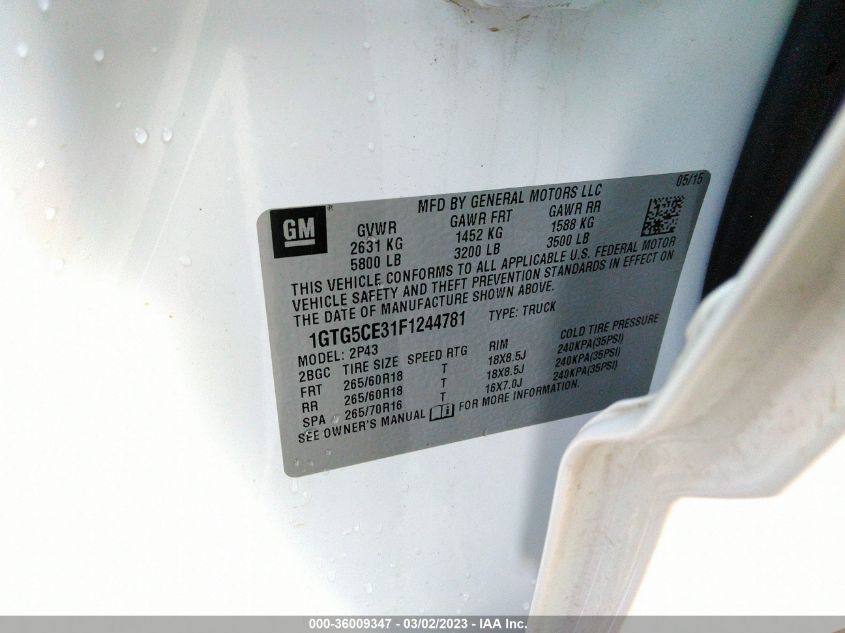 MFD BY GENERAL MOTORS LLC 05/15
GM
GVWR GAWR FRT GAWR RR
2631 KG 1452 KG 1588 KG
5800 LB 3200 LB 3500 LB
THIS VEHICLE CONFORMS TO ALL APPLICABLE U.S. FEDERAL MOTOR
VEHICLE SAFETY AND THEFT PREVENTION STANDARDS IN EFFECT ON
THE DATE OF MANUFACTURE SHOWN ABOVE.
1GTG5CE31F1244781 TYPE: TRUCK
MODEL: 2P43
2BGC TIRE SIZE SPEED RTG RIM COLD TIRE PRESSURE
FRT 265/60R18 T 18X8.5J 240KPA(35PSI)
RR 265/60R18 T 18X8.5J 240KPA(35PSI)
SPA 265/70R16 T 16X7.0J 240KPA(35PSI)
SEE OWNER'S MANUAL FOR MORE INFORMATION.
000-36009347 - 03/02/2023 - IAA Inc.